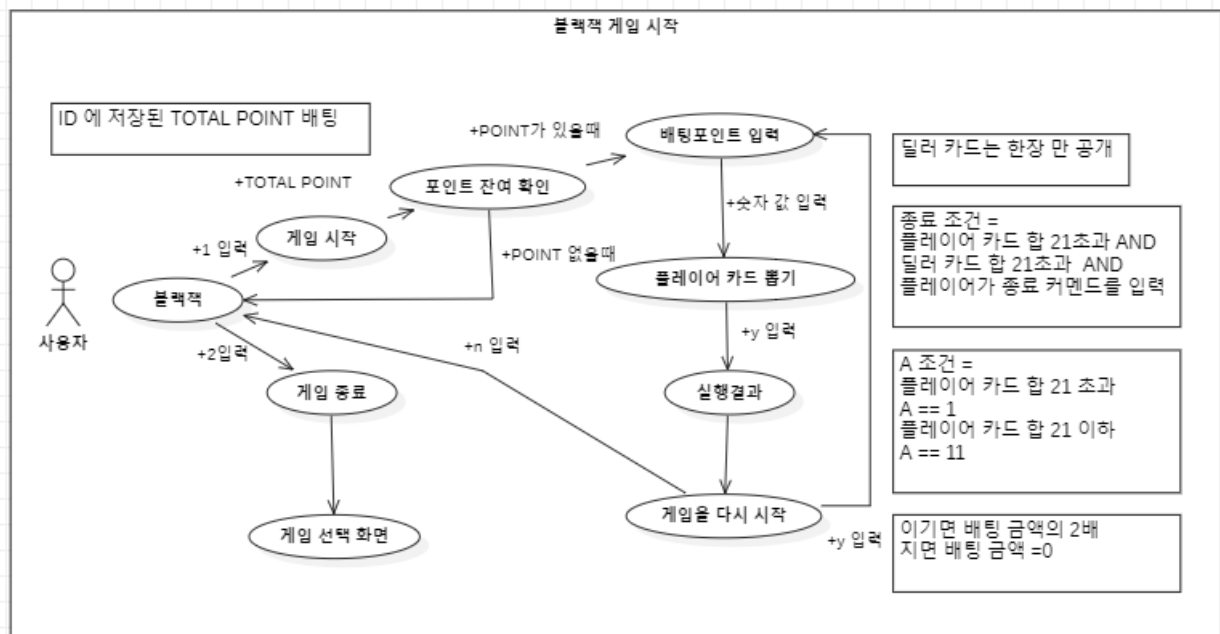 블랙잭 게임 시작
ID 에 저장된 TOTAL POINT 배팅
+POINT가 있을때
배팅포인트 입력
딜러 카드는 한장 만 공개
+TOTAL POINT
포인트 잔여 확인
+숫자 값 입력
종료 조건 =
플레이어 카드 합 21초과 AND
딜러 카드 합 21초과 AND
플레이어가 종료 커멘드를 입력
+1 입력
게임 시작
+POINT 없을때
플레이어 카드 뽑기
블랙잭
사용자
+2입력
+n 입력
+y 입력
게임 종료
실행결과
A 조건 =
플레이어 카드 합 21 초과
A == 1
플레이어 카드 합 21 이하
A == 11
게임 선택 화면
게임을 다시 시작
+y 입력
이기면 배팅 금액의 2배
지면 배팅 금액 =0